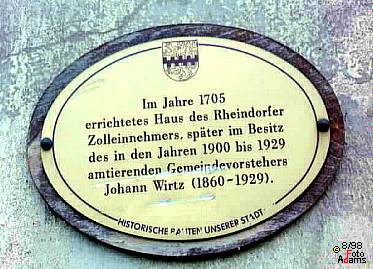 Im Jahre 1705
errichtetes Haus des Rheindorfer
Zolleinnehmers, später im Besitz
des in den Jahren 1900 bis 1929
amtierenden Gemeindevorstehers
Johann Wirtz (1860-1929).
HISTORISCHE BAUTEN UNSERER STADT
© 8/98
Foto
Adams